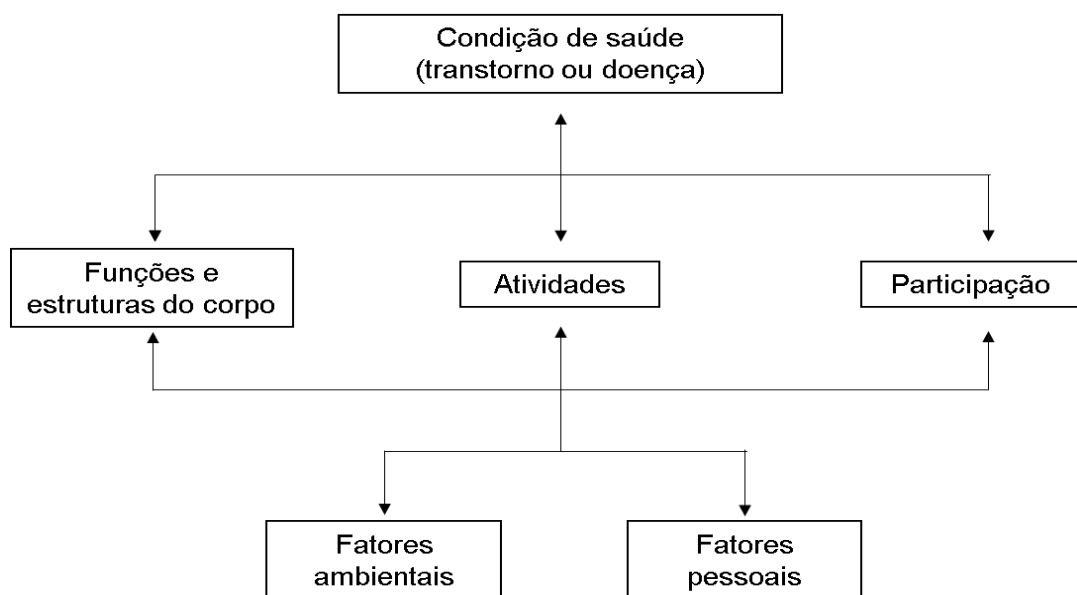 Condição de saúde
(transtorno ou doença)
Funções e
estruturas do corpo
Atividades
Participação
Fatores
ambientais
Fatores
pessoais